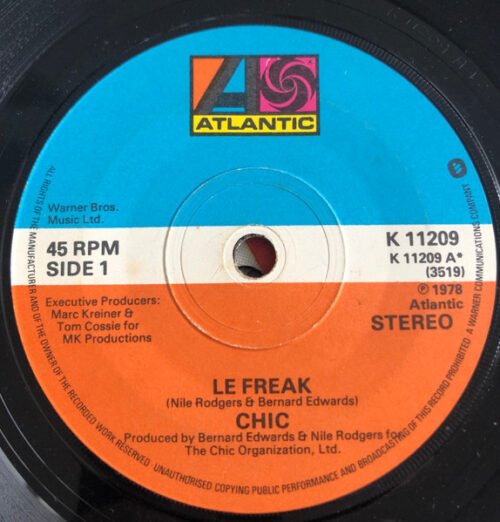 ATLANTIC
Warner Bros.
Music Ltd.
45 RPM
SIDE 1
K 11209
K 11209 A*
(3519)
℗ 1978
Atlantic
STEREO
Executive Producers:
Marc Kreiner &
Tom Cossie for
MK Productions
LE FREAK
(Nile Rodgers & Bernard Edwards)
CHIC
Produced by Bernard Edwards & Nile Rodgers for
The Chic Organization, Ltd.
ALL RIGHTS OF THE MANUFACTURER AND OF THE OWNER OF THE RECORDED WORK RESERVED UNAUTHORISED COPYING PUBLIC PERFORMANCE AND BROADCASTING OF THIS RECORD PROHIBITED A WARNER COMMUNICATIONS COMPANY